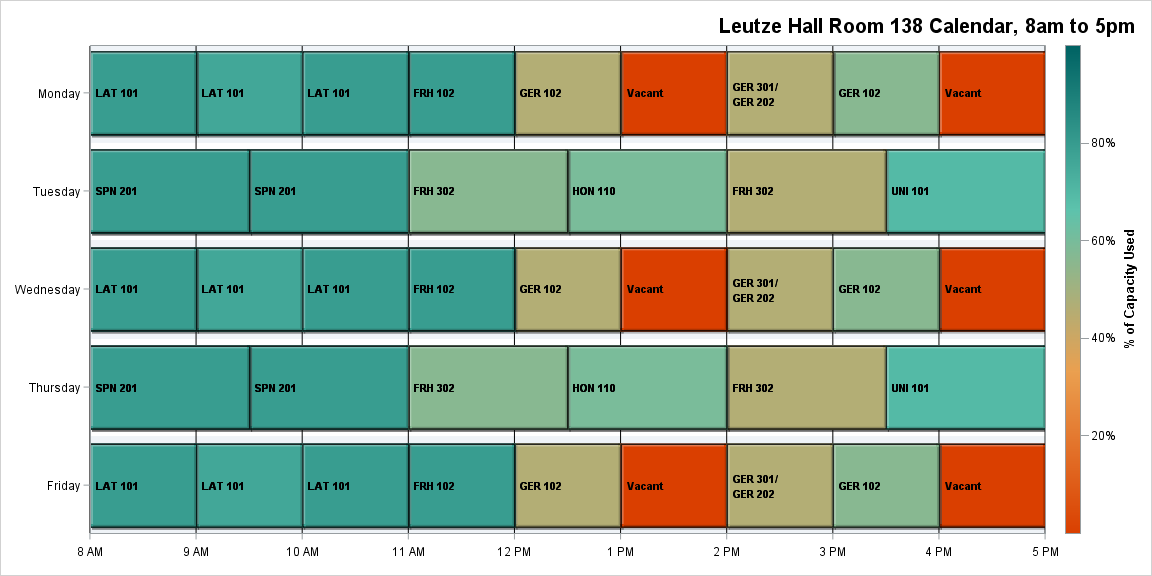 Leutze Hall Room 138 Calendar, 8am to 5pm
Monday
LAT 101
LAT 101
LAT 101
FRH 102
GER 102
Vacant
GER 301/
GER 202
GER 102
Vacant
Tuesday
SPN 201
SPN 201
FRH 302
HON 110
FRH 302
UNI 101
Wednesday
LAT 101
LAT 101
LAT 101
FRH 102
GER 102
Vacant
GER 301/
GER 202
GER 102
Vacant
Thursday
SPN 201
SPN 201
FRH 302
HON 110
FRH 302
UNI 101
Friday
LAT 101
LAT 101
LAT 101
FRH 102
GER 102
Vacant
GER 301/
GER 202
GER 102
Vacant
8 AM
9 AM
10 AM
11 AM
12 PM
1 PM
2 PM
3 PM
4 PM
5 PM
80%
60%
40%
20%
% of Capacity Used